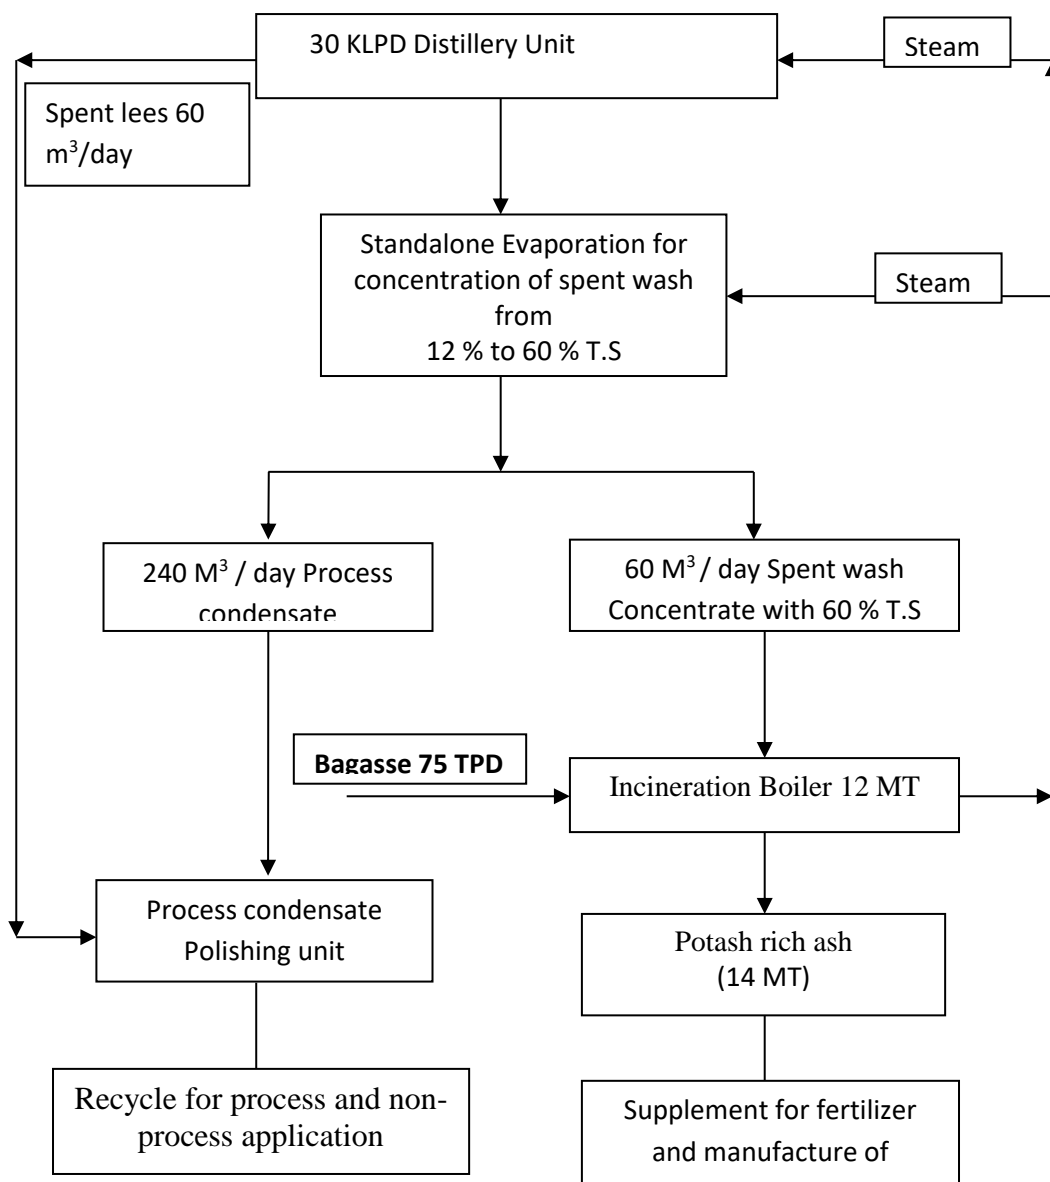 30 KLPD Distillery Unit
Steam
Spent lees 60
m³/day
Standalone Evaporation for
concentration of spent wash
from
12 % to 60 % T.S
Steam
240 M³ / day Process
condensate
60 M³ / day Spent wash
Concentrate with 60 % T.S
Bagasse 75 TPD
Incineration Boiler 12 MT
Process condensate
Polishing unit
Potash rich ash
(14 MT)
Recycle for process and non-
process application
Supplement for fertilizer
and manufacture of